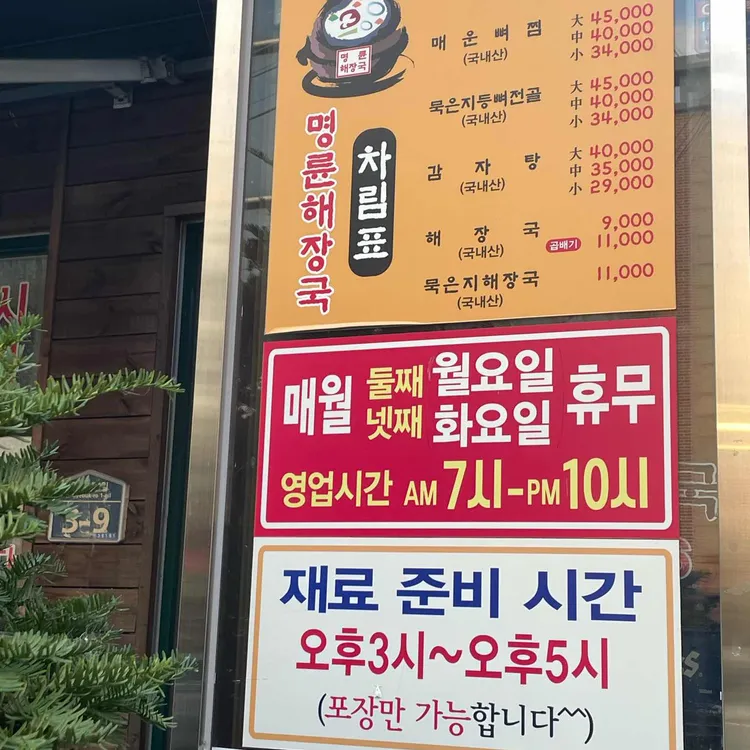 명륜
해장국
명륜해장국
차림표
매운뼈찜 大 45,000
(국내산) 中 40,000
小 34,000
묵은지등뼈전골 大 45,000
(국내산) 中 40,000
小 34,000
감자탕 大 40,000
(국내산) 中 35,000
小 29,000
해장국 9,000
(국내산) 곱배기 11,000
묵은지해장국 11,000
(국내산)
매월 둘째 월요일 휴무
넷째 화요일
영업시간 AM 7시-PM 10시
재료 준비 시간
오후3시~오후5시
(포장만 가능합니다^^)
식
3-9
국